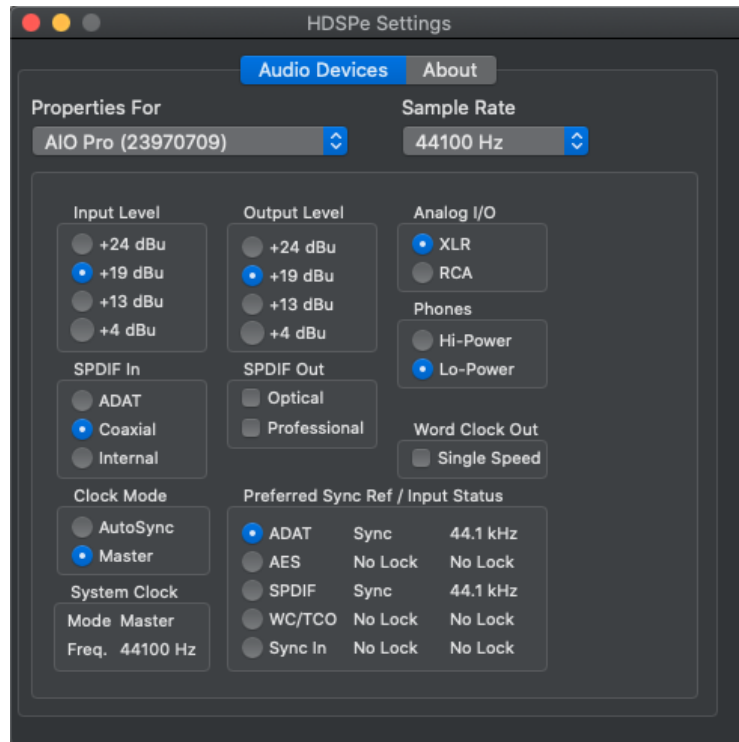 HDSPe Settings
Audio Devices About
Properties For
AIO Pro (23970709)
Sample Rate
44100 Hz
Input Level
+24 dBu
+19 dBu
+13 dBu
+4 dBu
Output Level
+24 dBu
+19 dBu
+13 dBu
+4 dBu
Analog I/O
XLR
RCA
Phones
Hi-Power
Lo-Power
SPDIF In
ADAT
Coaxial
Internal
SPDIF Out
Optical
Professional
Word Clock Out
Single Speed
Clock Mode
AutoSync
Master
System Clock
Mode Master
Freq. 44100 Hz
Preferred Sync Ref / Input Status
ADAT Sync 44.1 kHz
AES No Lock No Lock
SPDIF Sync 44.1 kHz
WC/TCO No Lock No Lock
Sync In No Lock No Lock